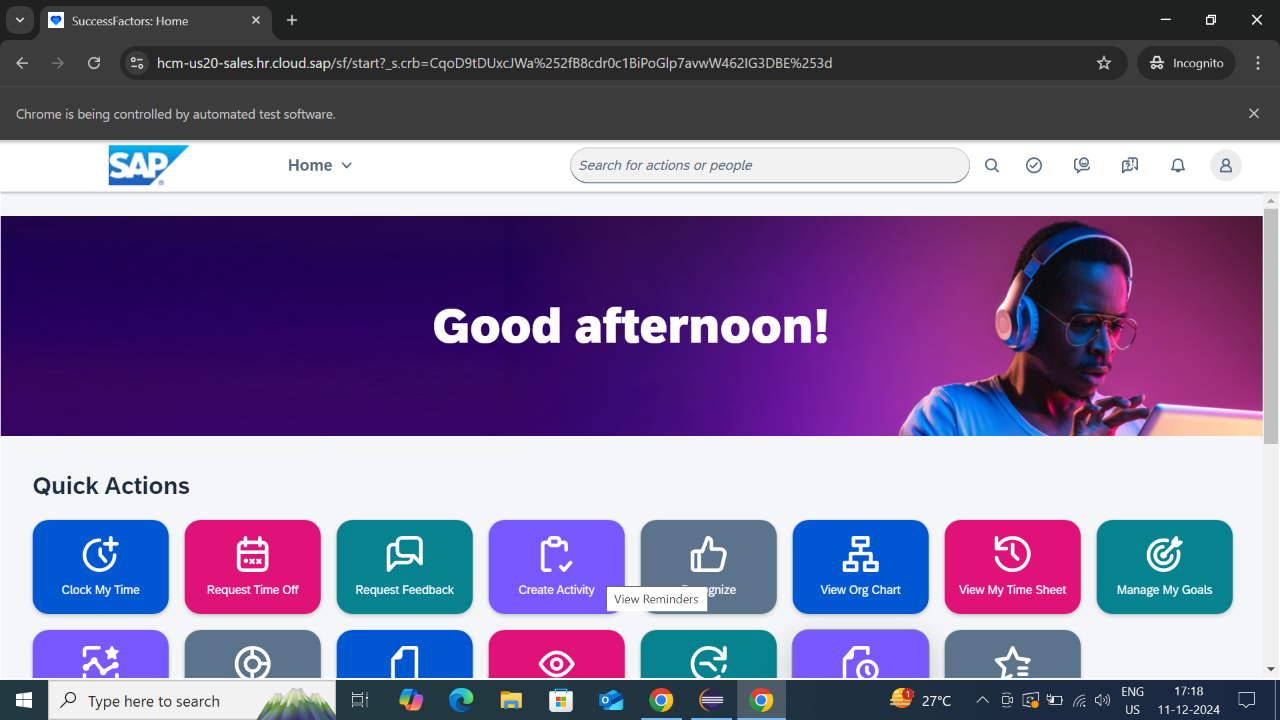 SuccessFactors: Home
hcm-us20-sales.hr.cloud.sap/sf/start?_s.crb=CqoD9tDUxcJWa%252fB8cdr0c1BiPoGlp7avwW462IG3DBE%253d
Incognito
Chrome is being controlled by automated test software.
SAP
Home
Search for actions or people
Good afternoon!
Quick Actions
Clock My Time
Request Time Off
Request Feedback
Create Activity
View Org Chart
View My Time Sheet
Manage My Goals
View Reminders
Type here to search
1
27°C
ENG
US
17:18
11-12-2024